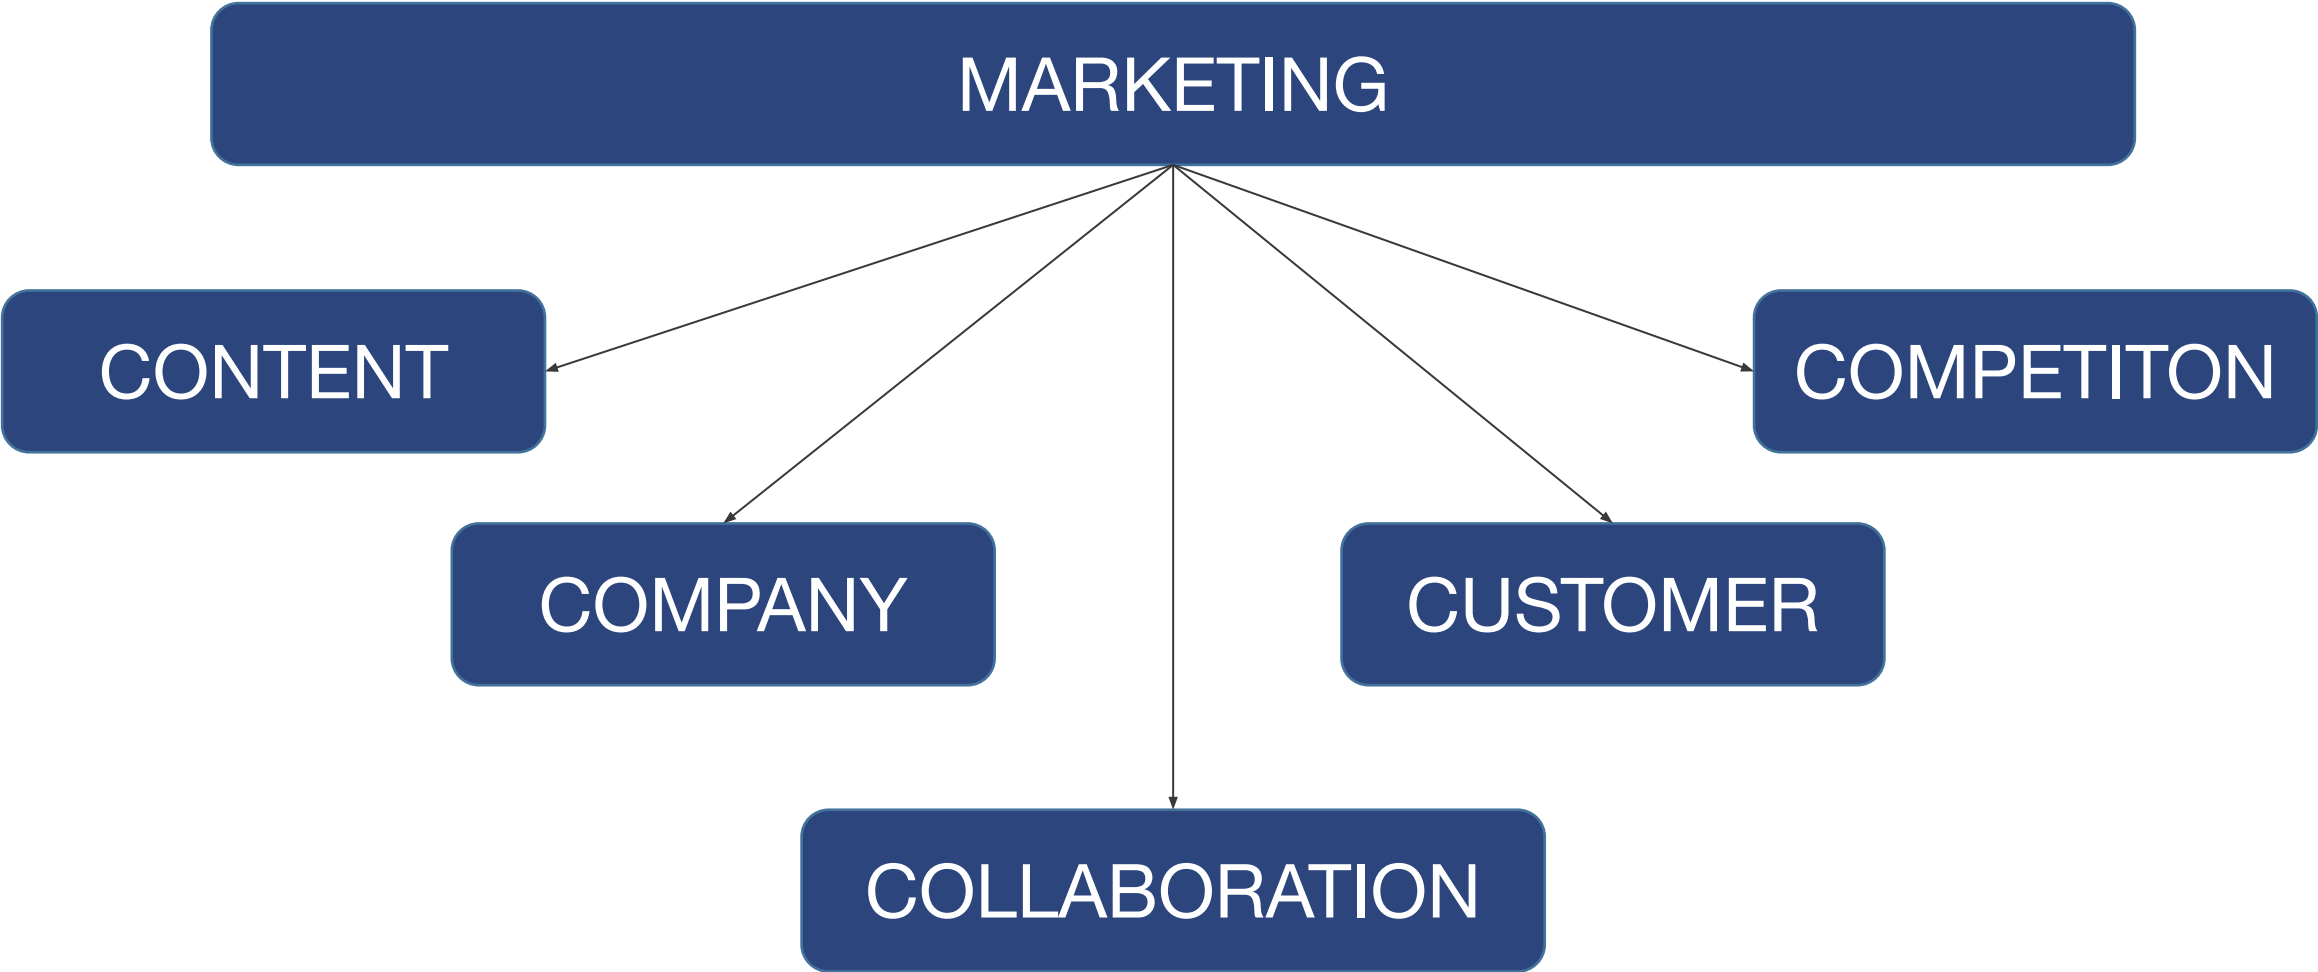 MARKETING
CONTENT
COMPETITON
COMPANY
CUSTOMER
COLLABORATION